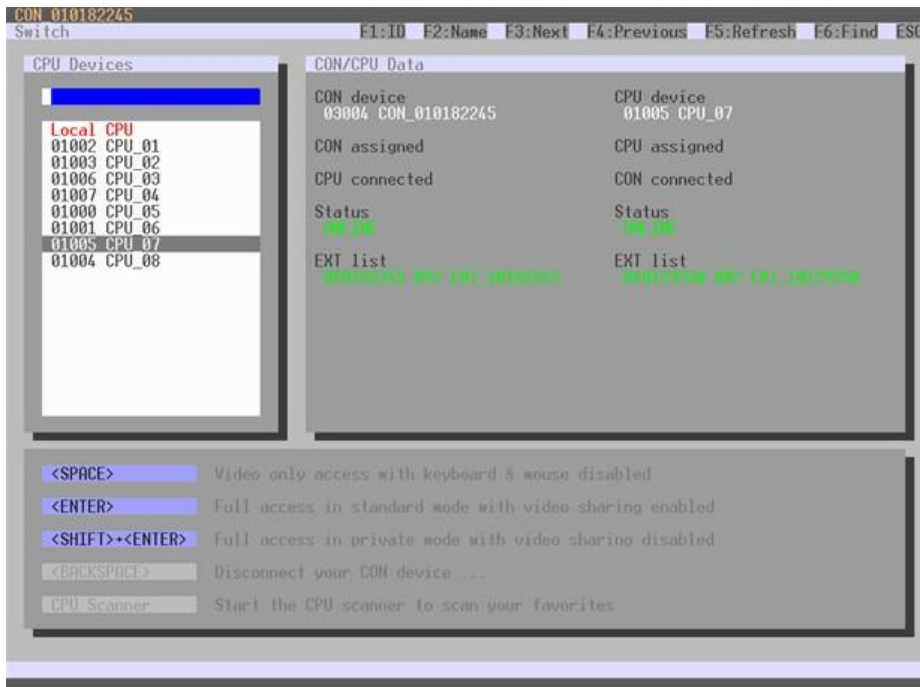 CON 010182245
Switch F1:ID F2:Name F3:Next F4:Previous F5:Refresh F6:Find ESC
CPU Devices
Local CPU
01002 CPU_01
01003 CPU_02
01006 CPU_03
01007 CPU_04
01000 CPU_05
01001 CPU_06
01005 CPU_07
01004 CPU_08
CON/CPU Data
CON device CPU device
03004 CON_010182245 01005 CPU_07
CON assigned CPU assigned
CPU connected CON connected
Status Status
EXT list EXT list
<SPACE> Video only access with keyboard & mouse disabled
<ENTER> Full access in standard mode with video sharing enabled
<SHIFT>+<ENTER> Full access in private mode with video sharing disabled
<BACKSPACE> Disconnect your CON device ...
CPU Scanner Start the CPU scanner to scan your favorites